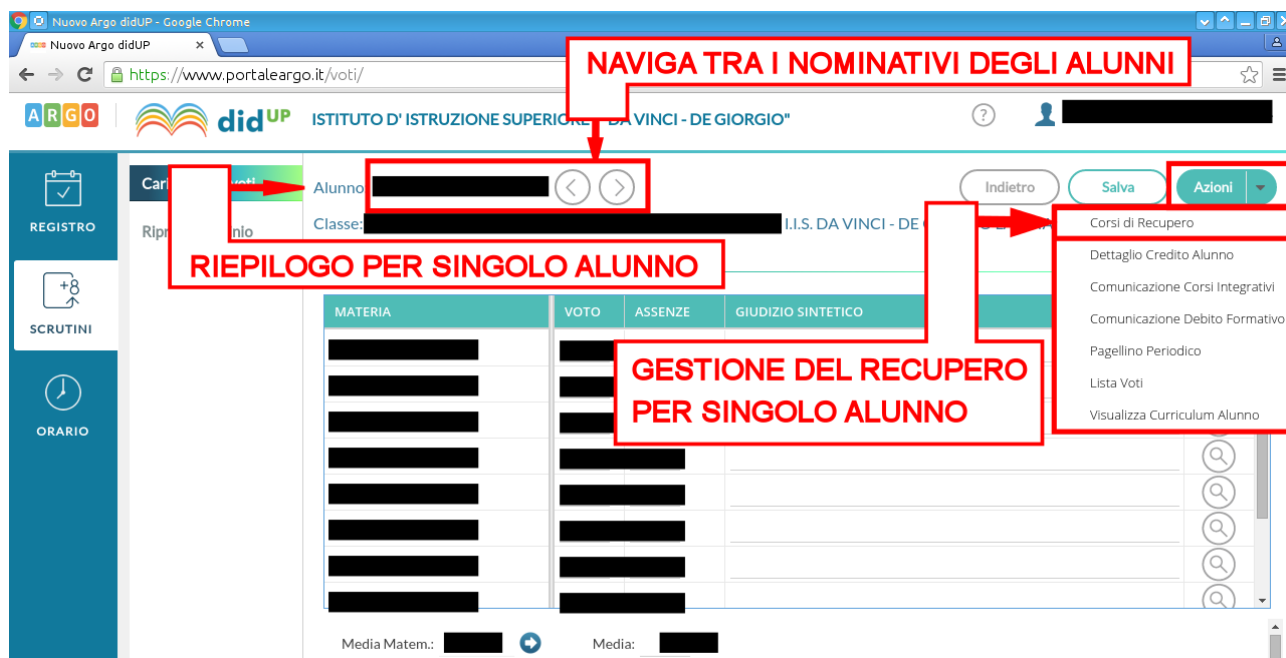 Nuovo Argo didUP - Google Chrome
Nuovo Argo didUP x
https://www.portaleargo.it/voti/
NAVIGA TRA I NOMINATIVI DEGLI ALUNNI
ARGO didUP ISTITUTO D' ISTRUZIONE SUPERIORE DA VINCI - DE GIORGIO" ?
REGISTRO
SCRUTINI
ORARIO
Alunno
Indietro Salva Azioni
Classe: I.I.S. DA VINCI - DE
RIEPILOGO PER SINGOLO ALUNNO
Corsi di Recupero
Dettaglio Credito Alunno
Comunicazione Corsi Integrativi
Comunicazione Debito Formativo
Pagellino Periodico
Lista Voti
Visualizza Curriculum Alunno
MATERIA VOTO ASSENZE GIUDIZIO SINTETICO
GESTIONE DEL RECUPERO
PER SINGOLO ALUNNO
Media Matem.: Media: